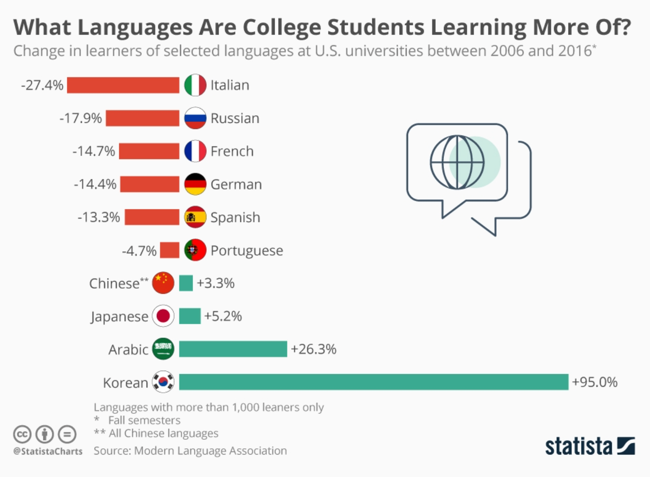 What Languages Are College Students Learning More Of?
Change in learners of selected languages at U.S. universities between 2006 and 2016*
-27.4% Italian
-17.9% Russian
-14.7% French
-14.4% German
-13.3% Spanish
-4.7% Portuguese
Chinese** +3.3%
Japanese +5.2%
Arabic +26.3%
Korean +95.0%
Languages with more than 1,000 leaners only
* Fall semesters
** All Chinese languages
@StatistaCharts Source: Modern Language Association
statista